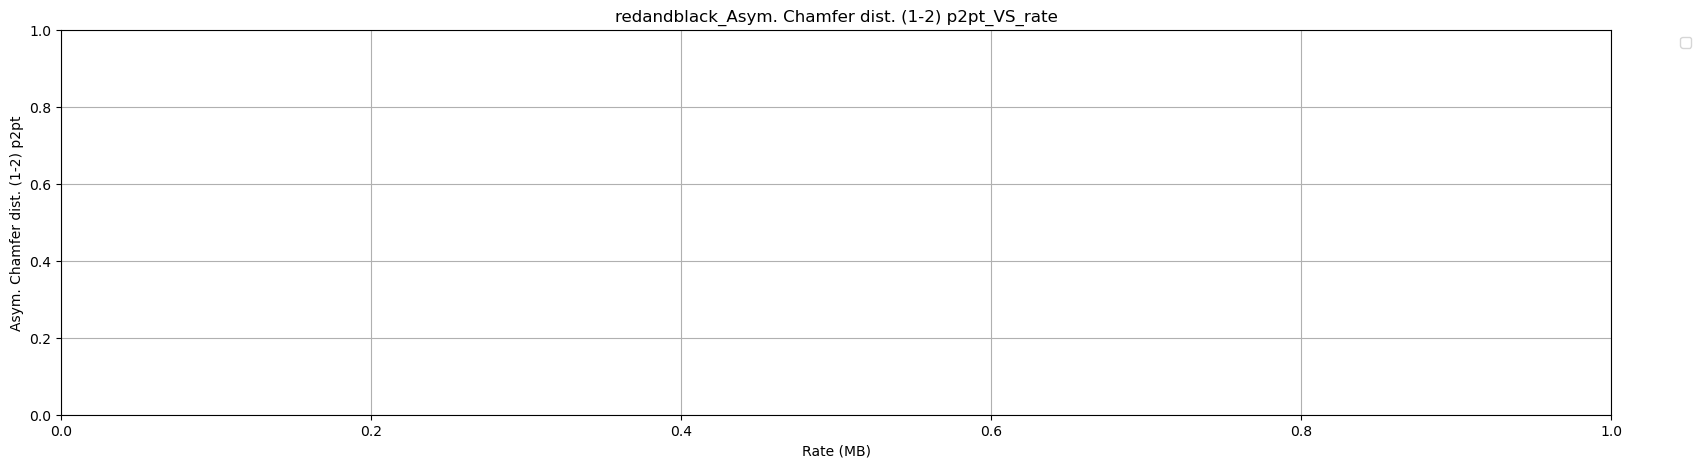 redandblack_Asym. Chamfer dist. (1-2) p2pt_VS_rate
Asym. Chamfer dist. (1-2) p2pt
1.0
0.8
0.6
0.4
0.2
0.0
0.0 0.2 0.4 0.6 0.8 1.0
Rate (MB)